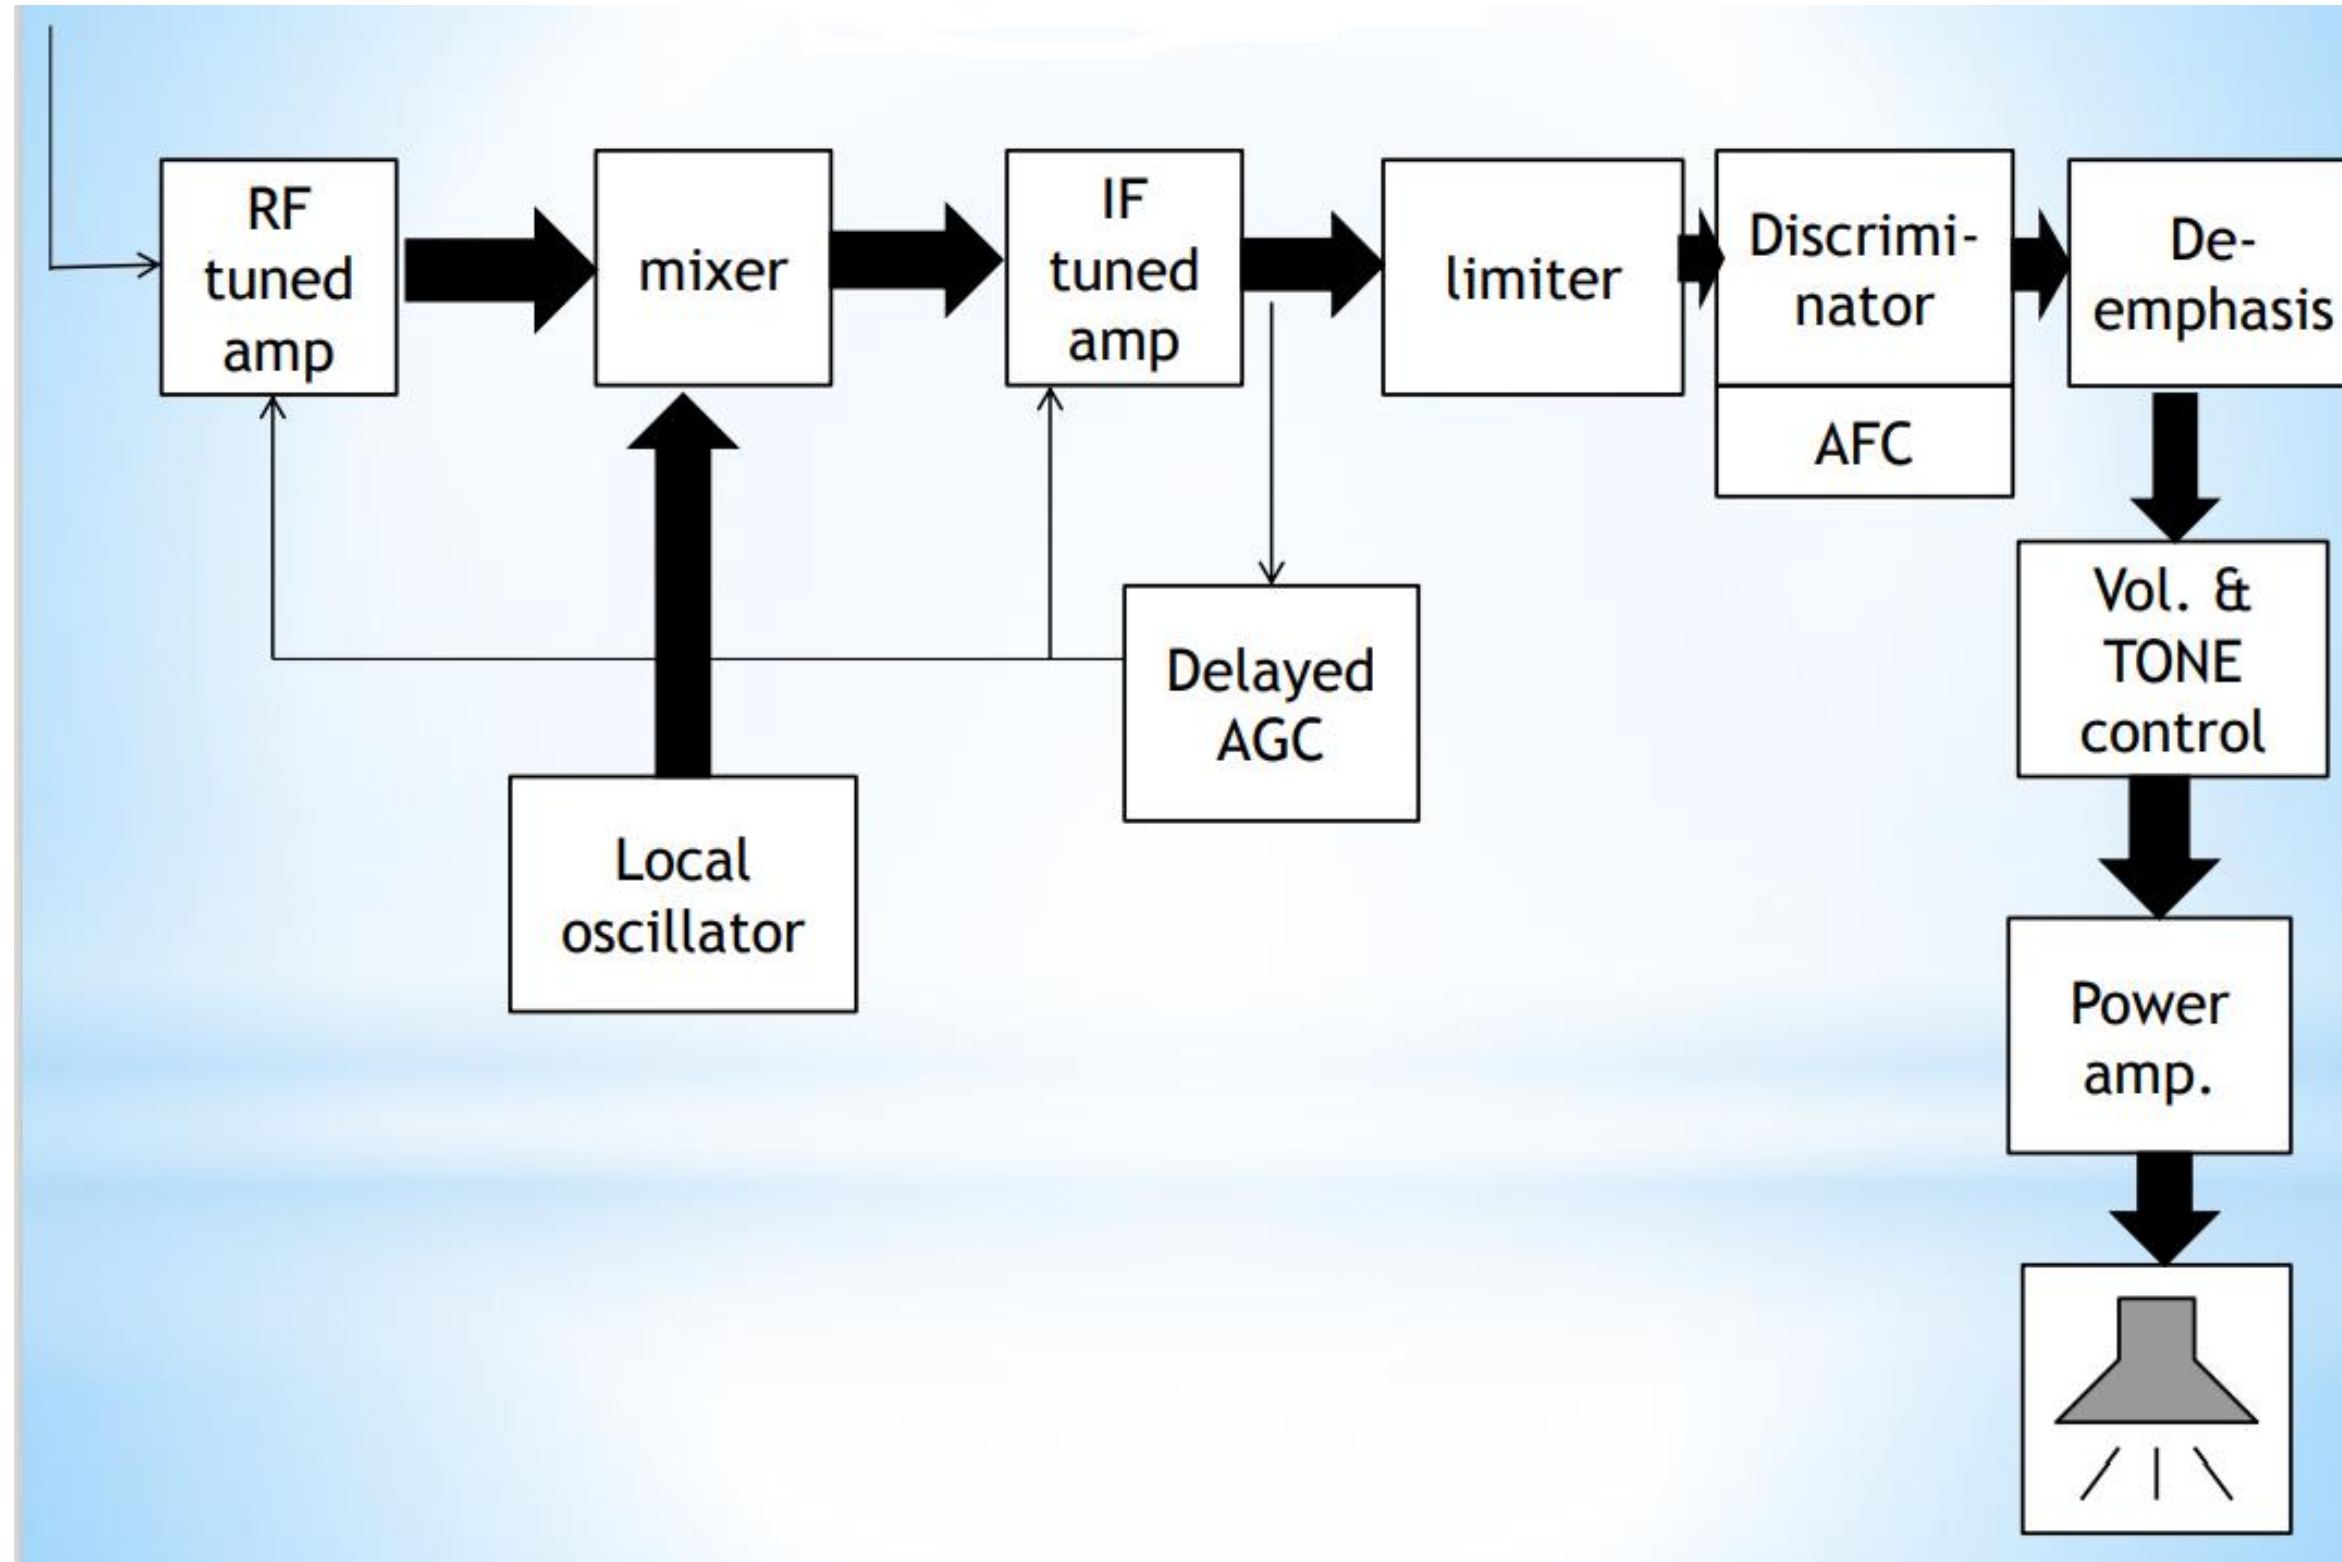 RF
tuned
amp
mixer
IF
tuned
amp
limiter
Discrimi-
nator
AFC
De-
emphasis
Delayed
AGC
Local
oscillator
Vol. &
TONE
control
Power
amp.